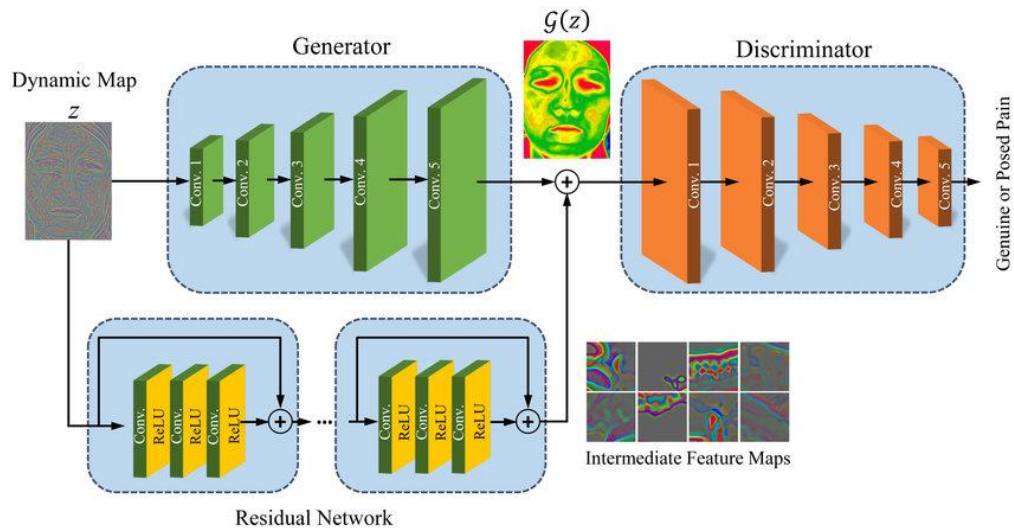 Dynamic Map
z
Generator
Conv. 1
Conv. 2
Conv. 3
Conv. 4
Conv. 5
𝒢(z)
+
Discriminator
Conv. 1
Conv. 2
Conv. 3
Conv. 4
Conv. 5
Genuine or Posed Pain
Conv.
ReLU
Conv.
ReLU
Conv.
ReLU
+
...
Conv.
ReLU
Conv.
ReLU
Conv.
ReLU
+
Residual Network
Intermediate Feature Maps